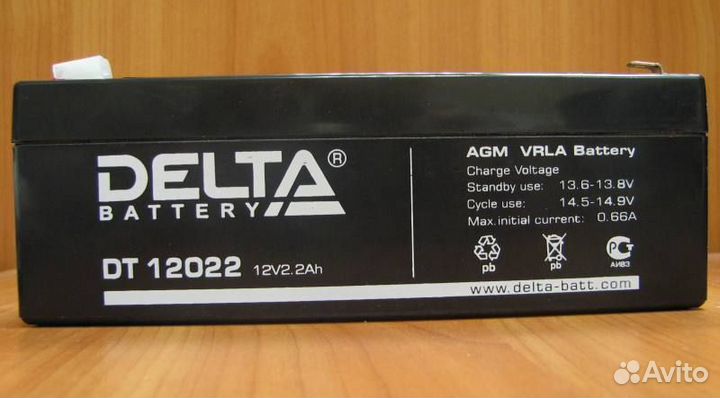 DELTA®
BATTERY
DT 12022 12V2.2Ah
AGM VRLA Battery
Charge Voltage
Standby use: 13.6-13.8V
Cycle use: 14.5-14.9V
Max.initial current: 0.66A
pb pb АИ83
www.delta-batt.com
Avito